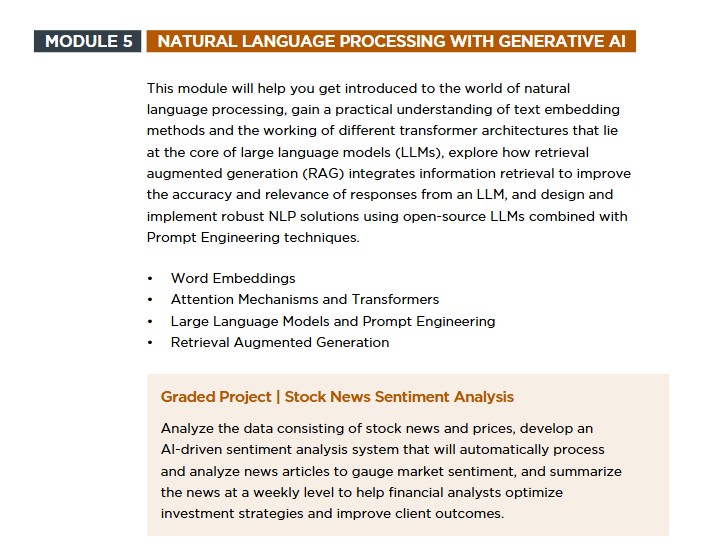 MODULE 5 NATURAL LANGUAGE PROCESSING WITH GENERATIVE AI
This module will help you get introduced to the world of natural
language processing, gain a practical understanding of text embedding
methods and the working of different transformer architectures that lie
at the core of large language models (LLMs), explore how retrieval
augmented generation (RAG) integrates information retrieval to improve
the accuracy and relevance of responses from an LLM, and design and
implement robust NLP solutions using open-source LLMs combined with
Prompt Engineering techniques.
• Word Embeddings
• Attention Mechanisms and Transformers
• Large Language Models and Prompt Engineering
• Retrieval Augmented Generation
Graded Project | Stock News Sentiment Analysis
Analyze the data consisting of stock news and prices, develop an
AI-driven sentiment analysis system that will automatically process
and analyze news articles to gauge market sentiment, and summarize
the news at a weekly level to help financial analysts optimize
investment strategies and improve client outcomes.